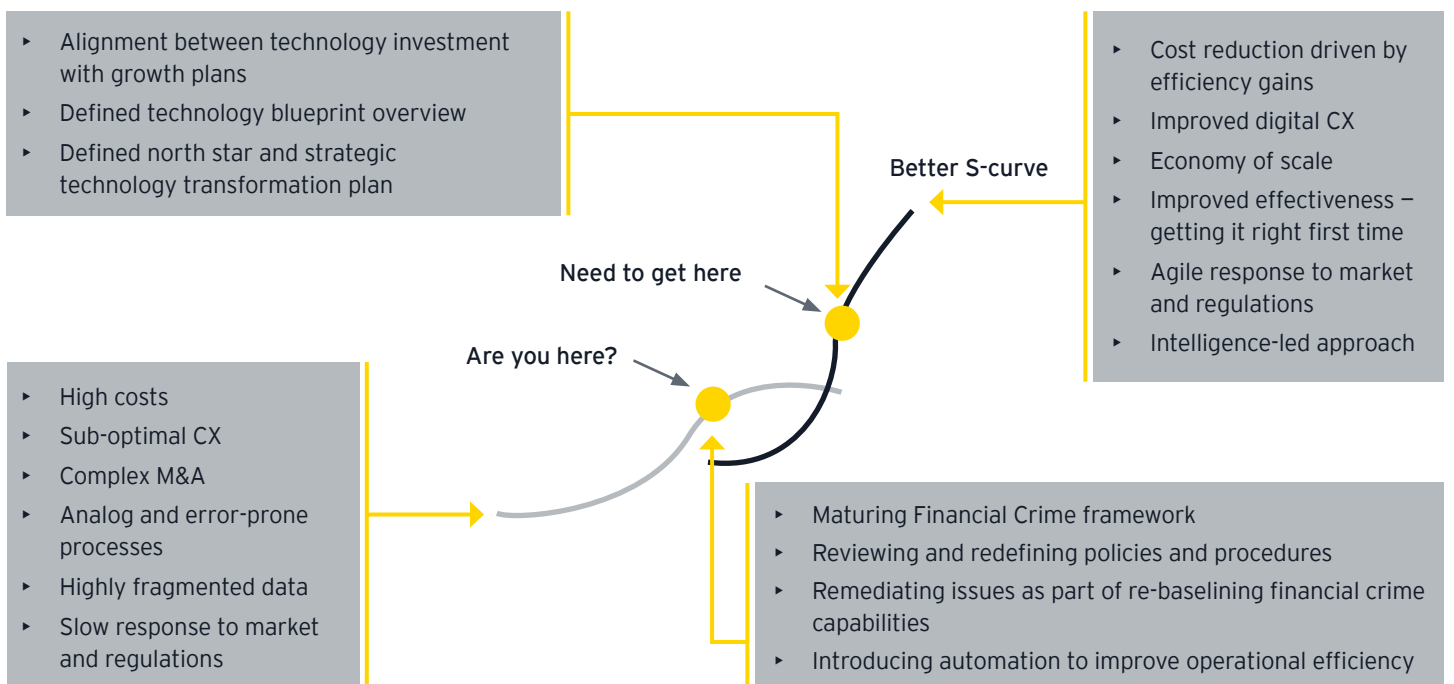 ▸ Alignment between technology investment
with growth plans
▸ Defined technology blueprint overview
▸ Defined north star and strategic
technology transformation plan
▸ Cost reduction driven by
efficiency gains
▸ Improved digital CX
▸ Economy of scale
▸ Improved effectiveness –
getting it right first time
▸ Agile response to market
and regulations
▸ Intelligence-led approach
Better S-curve
Need to get here
Are you here?
▸ High costs
▸ Sub-optimal CX
▸ Complex M&A
▸ Analog and error-prone
processes
▸ Highly fragmented data
▸ Slow response to market
and regulations
▸ Maturing Financial Crime framework
▸ Reviewing and redefining policies and procedures
▸ Remediating issues as part of re-baselining financial crime
capabilities
▸ Introducing automation to improve operational efficiency